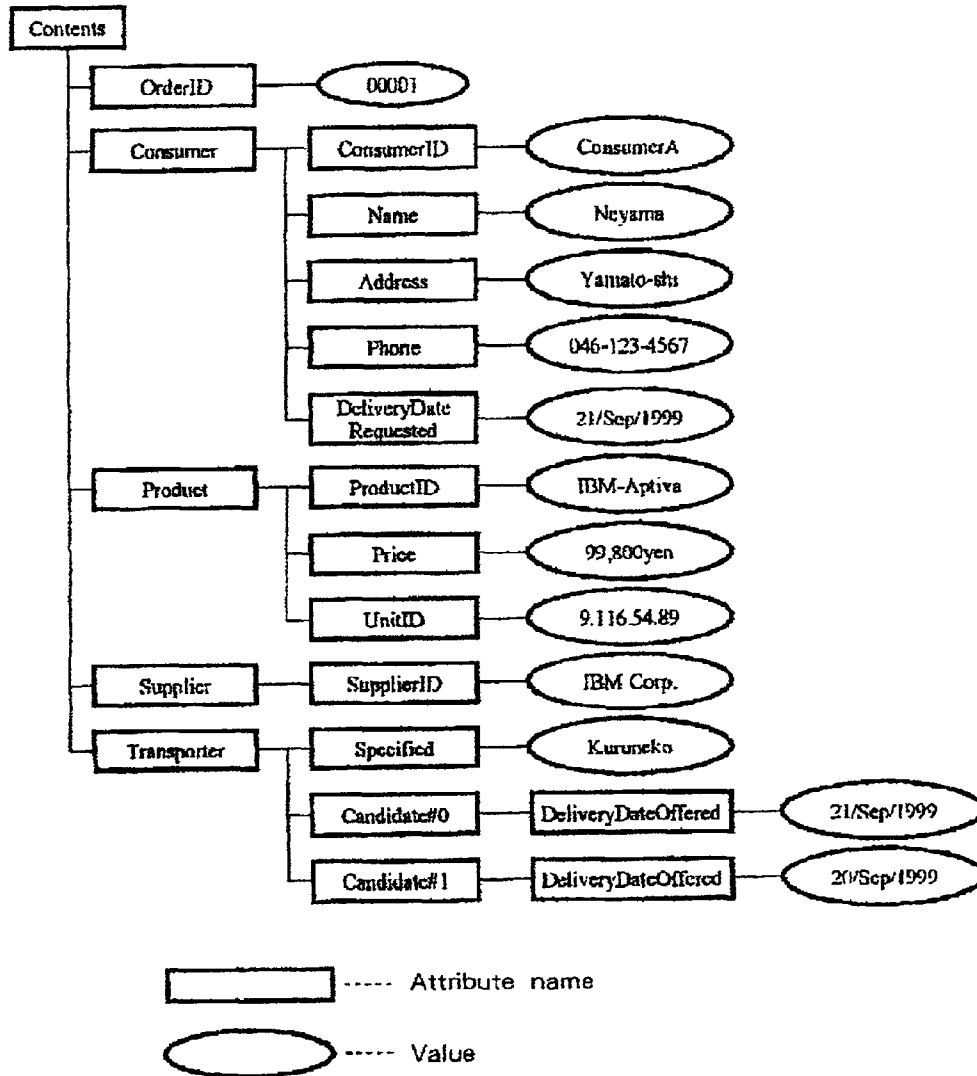 Contents
OrderID 00001
Consumer ConsumerID ConsumerA
Name Neyama
Address Yamato-shi
Phone 046-123-4567
DeliveryDate
Requested 21/Sep/1999
Product ProductID IBM-Aptiva
Price 99,800yen
UnitID 9.116.54.89
Supplier SupplierID IBM Corp.
Transporter Specified Kuruneko
Candidate#0 DeliveryDateOffered 21/Sep/1999
Candidate#1 DeliveryDateOffered 20/Sep/1999
----- Attribute name
----- Value